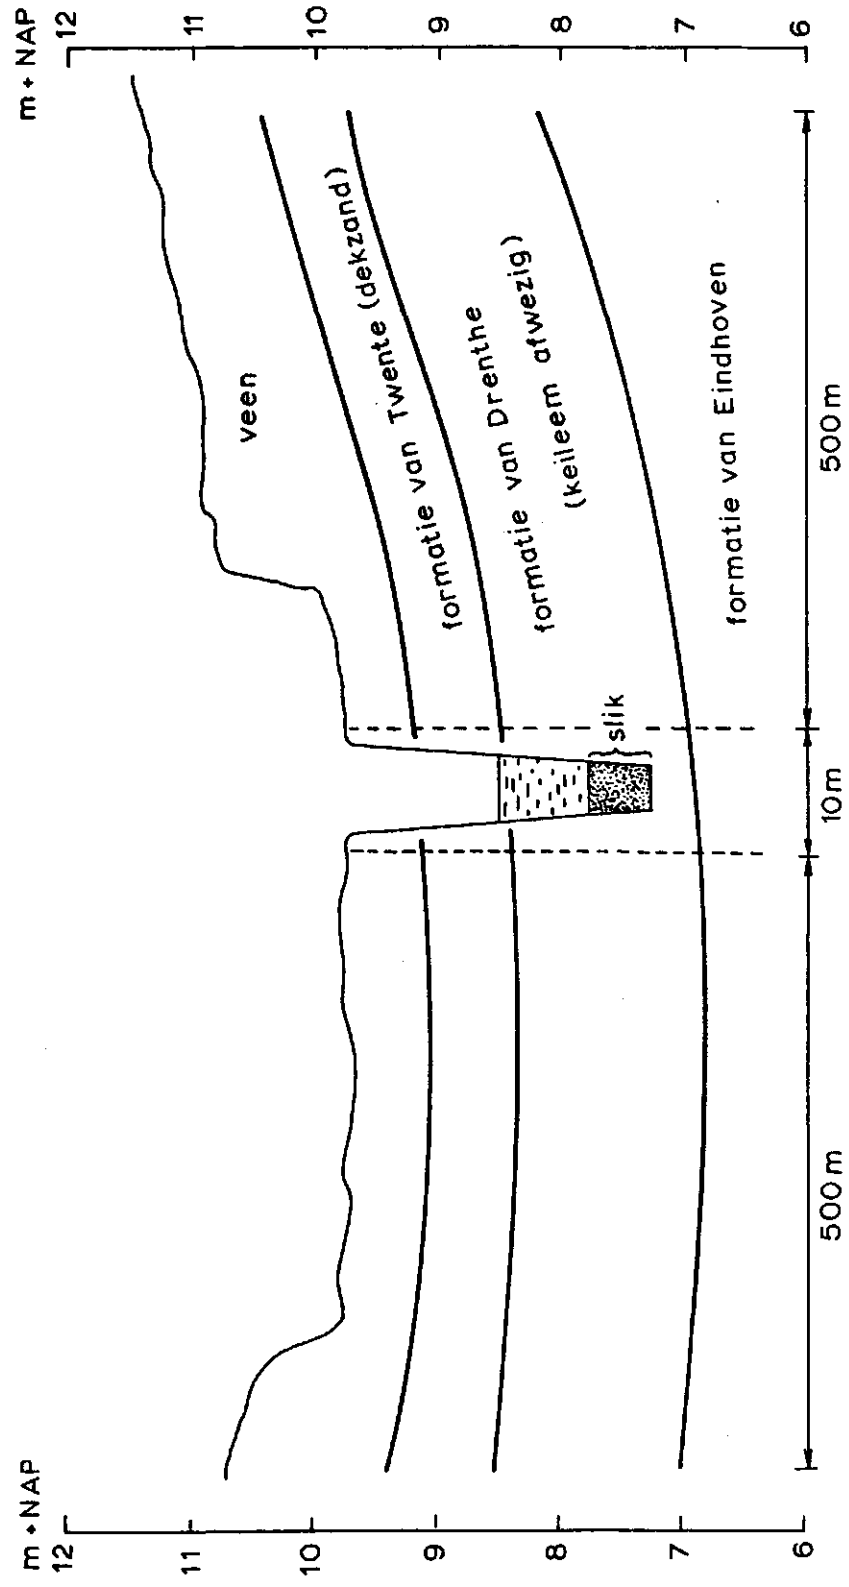 m + NAP
12
11
10
9
8
7
6
m + NAP
12
11
10
9
8
7
6
veen
formatie van Twente (dekzand)
formatie van Drenthe
(keileem afwezig)
slik
formatie van Eindhoven
500 m
10 m
500 m